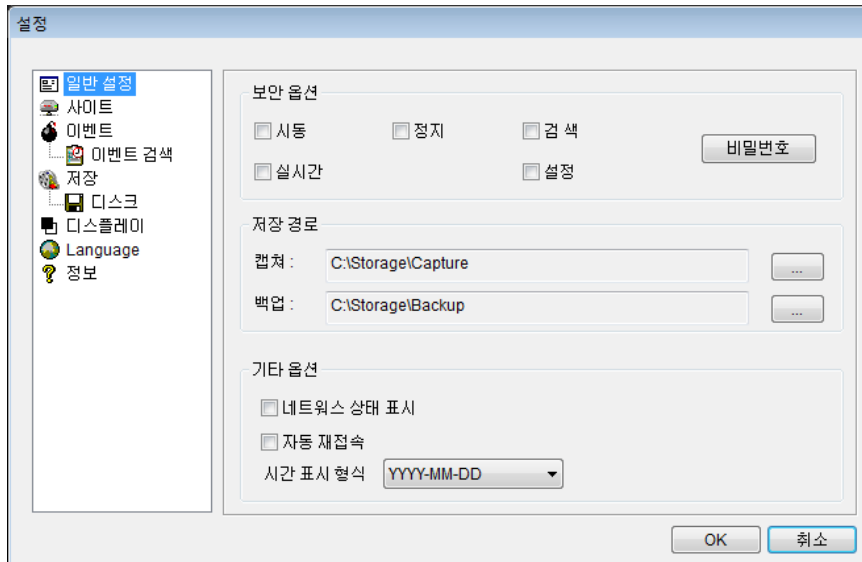 설정
일반 설정
사이트
이벤트
이벤트 검색
저장
디스크
디스플레이
Language
정보
보안 옵션
시동 정지 검 색
비밀번호
실시간 설정
저장 경로
캡쳐 : C:\Storage\Capture ...
백업 : C:\Storage\Backup ...
기타 옵션
네트워스 상태 표시
자동 재접속
시간 표시 형식 YYYY-MM-DD
OK 취소